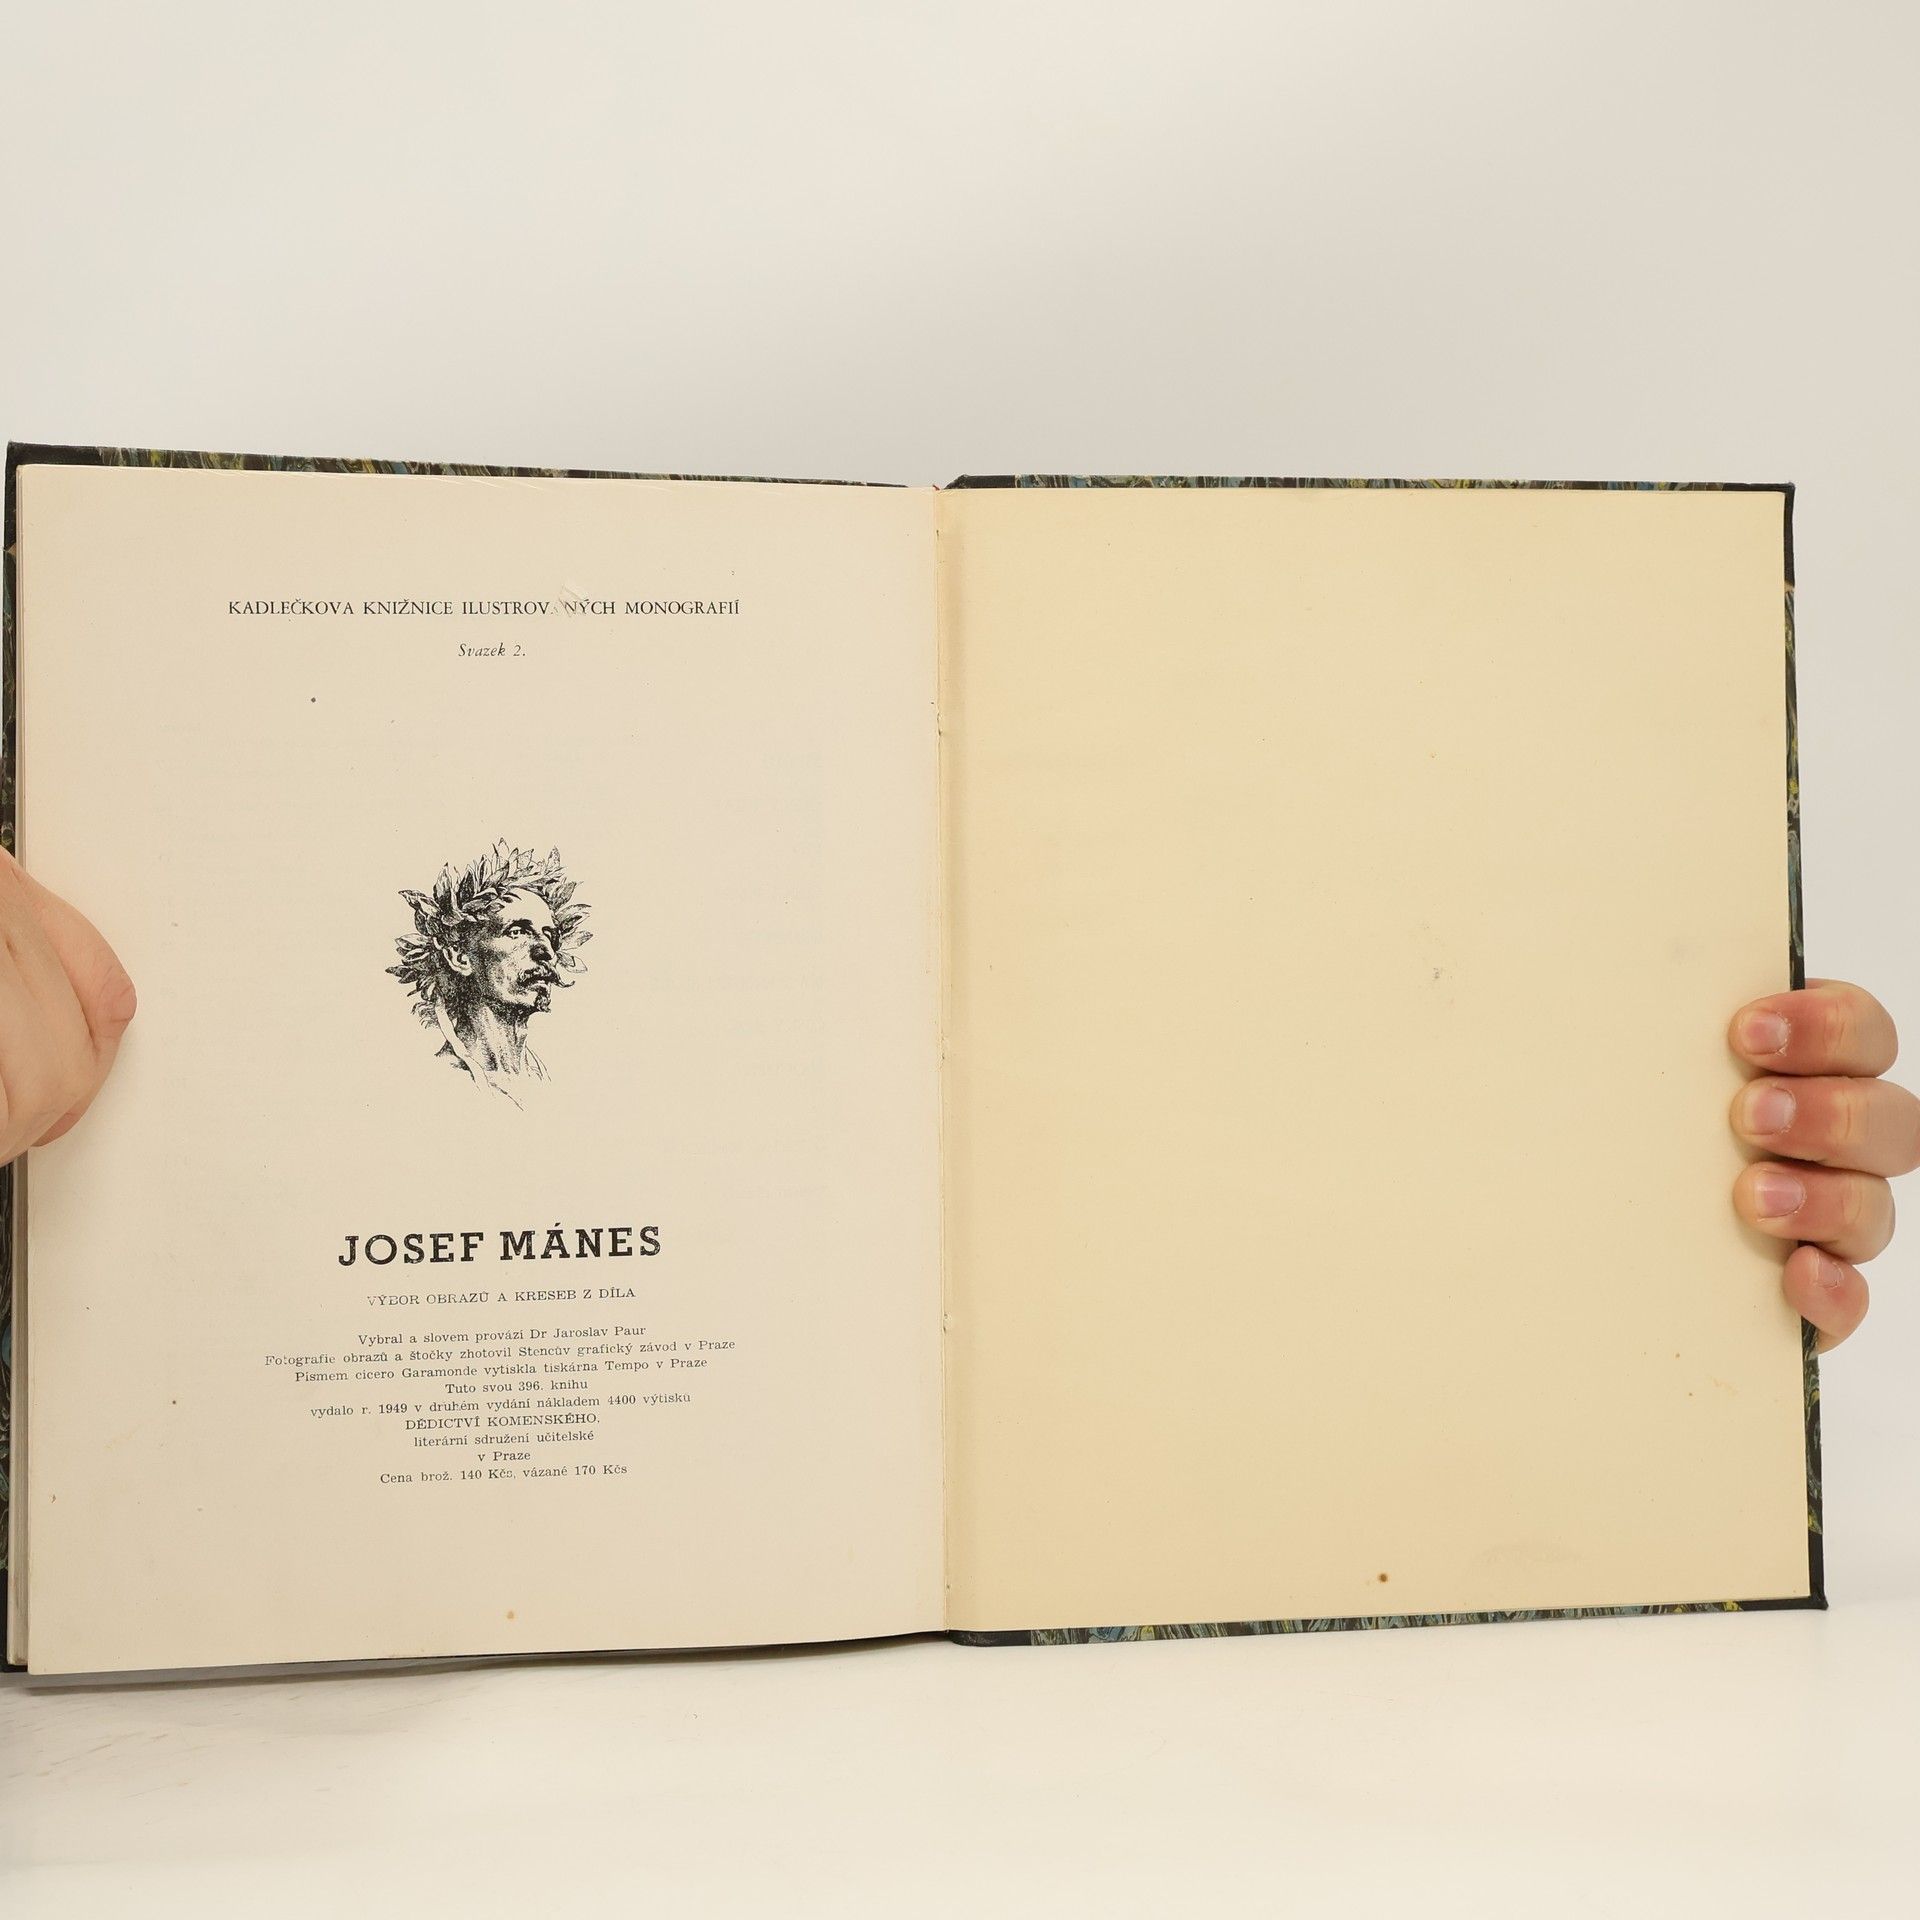 KADLEČKOVA KNIŽNICE ILUSTROVANÝCH MONOGRAFIÍ
Svazek 2.
JOSEF MÁNES
VÝBOR OBRAZŮ A KRESEB Z DÍLA
Vybral a slovem provází Dr Jaroslav Paur
Fotografie obrazů a štočky zhotovil Stencův grafický závod v Praze
Písmem cicero Garamonde vytiskla tiskárna Tempo v Praze
Tuto svou 396. knihu
vydalo r. 1949 v druhém vydání nákladem 4400 výtisků
DĚDICTVÍ KOMENSKÉHO,
literární sdružení učitelské
v Praze
Cena brož. 140 Kčs, vázané 170 Kčs